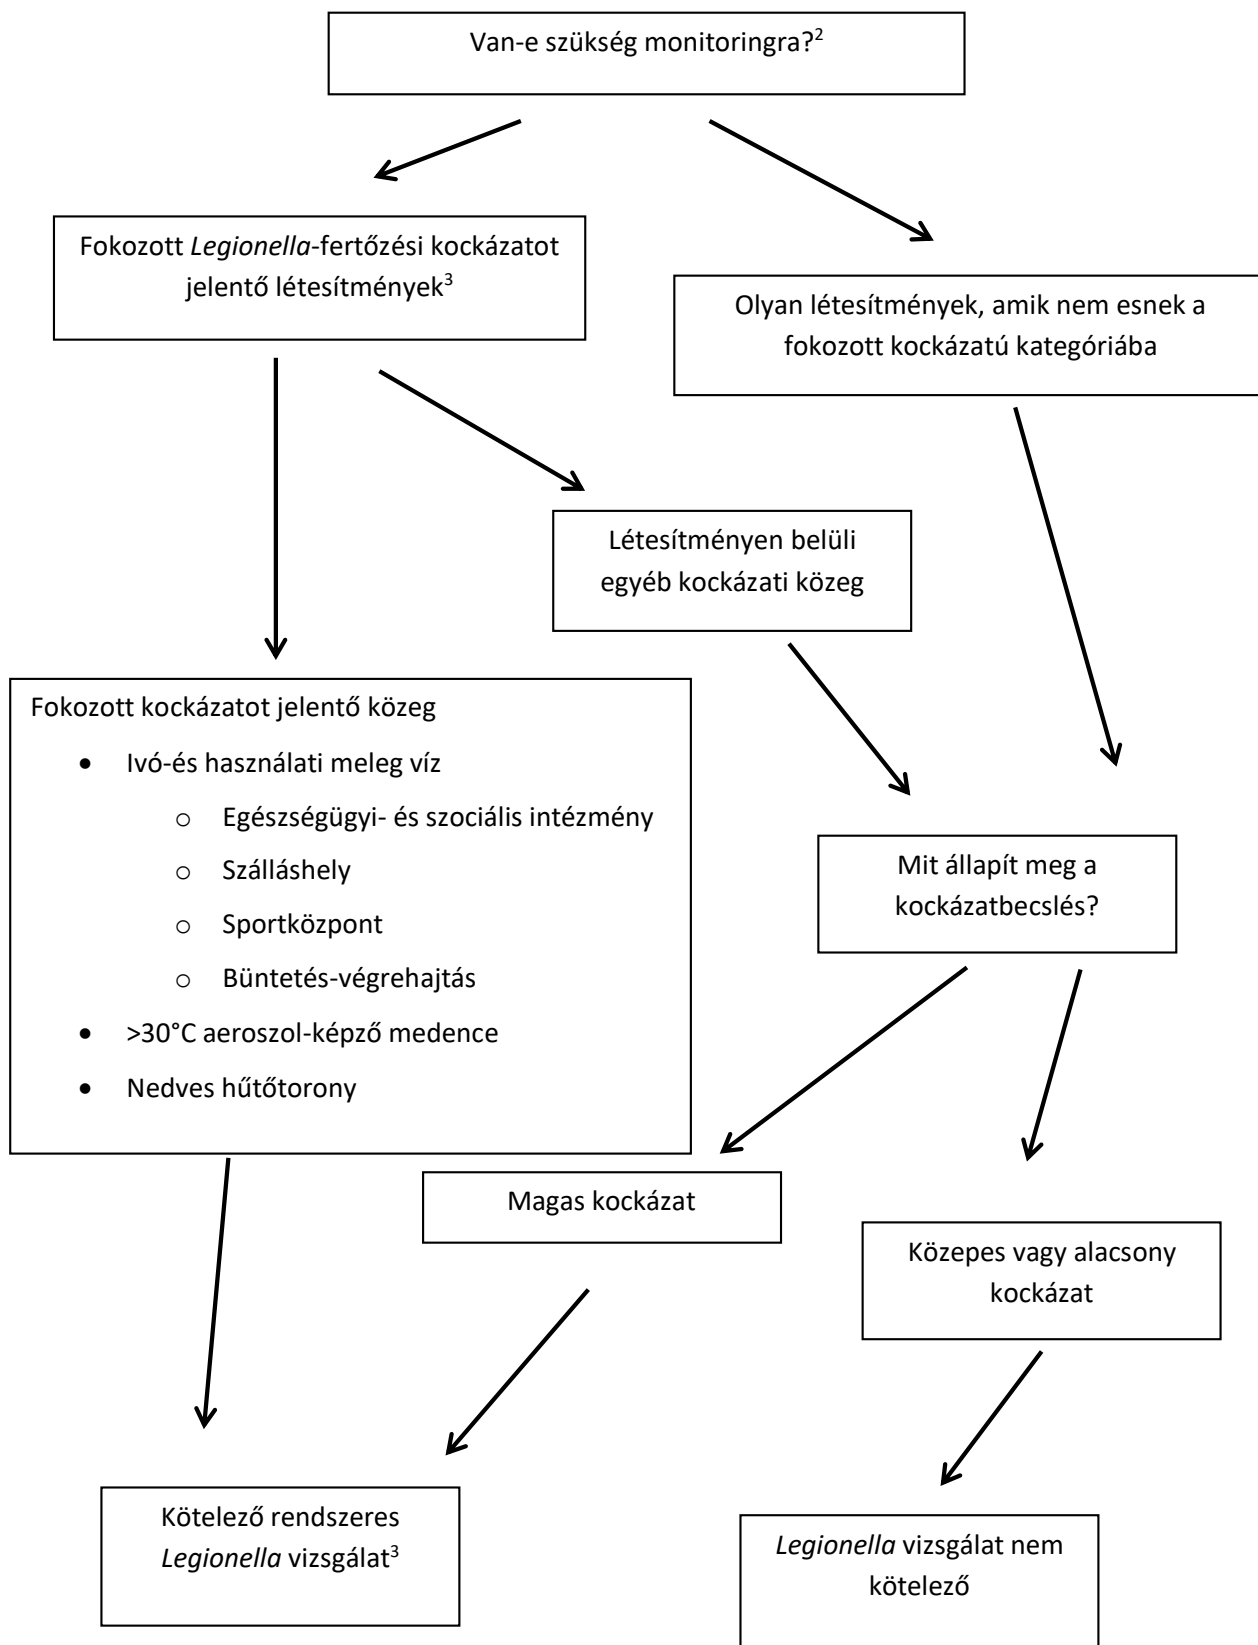 Van-e szükség monitoringra?²
Fokozott Legionella-fertőzési kockázatot
jelentő létesítmények³
Olyan létesítmények, amik nem esnek a
fokozott kockázatú kategóriába
Létesítményen belüli
egyéb kockázati közeg
Fokozott kockázatot jelentő közeg
• Ivó-és használati meleg víz
o Egészségügyi- és szociális intézmény
o Szálláshely
o Sportközpont
o Büntetés-végrehajtás
• >30°C aeroszol-képző medence
• Nedves hűtőtorony
Mit állapít meg a
kockázatbecslés?
Magas kockázat
Közepes vagy alacsony
kockázat
Kötelező rendszeres
Legionella vizsgálat³
Legionella vizsgálat nem
kötelező